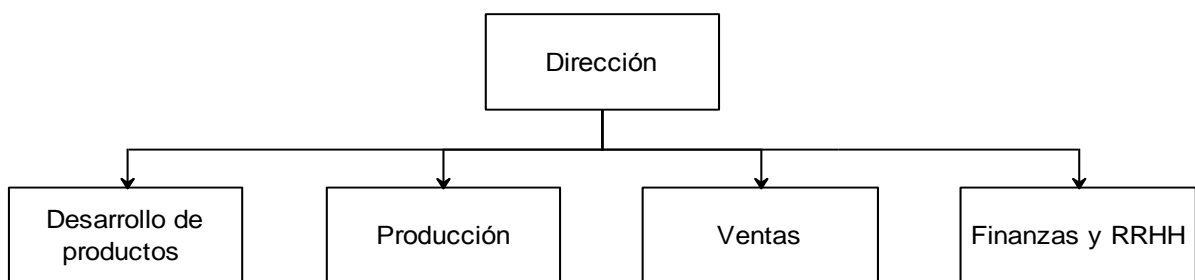 Dirección
Desarrollo de
productos
Producción
Ventas
Finanzas y RRHH